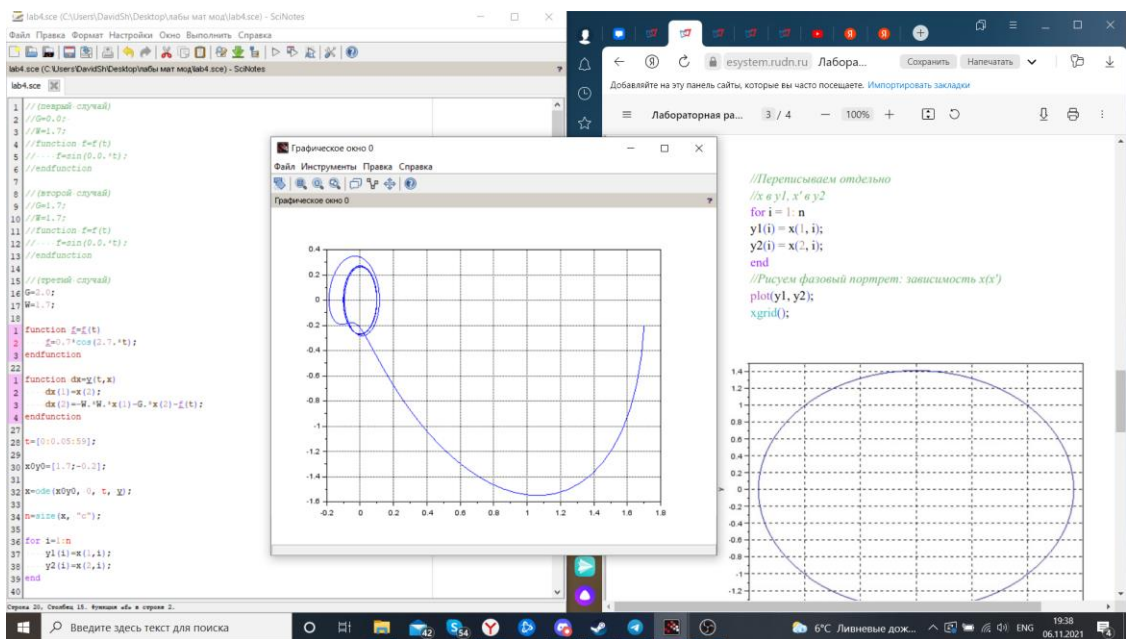 lab4.sce (C:\Users\DavidSh\Desktop\лабы мат мод\lab4.sce) - SciNotes
Файл Правка Формат Настройки Окно Выполнить Справка
lab4.sce (C:\Users\DavidSh\Desktop\лабы мат мод\lab4.sce) - SciNotes
lab4.sce
1 //(певрый случай)
2 //G=0.0;
3 //W=1.7;
4 //function f=f(t)
5 // f=sin(0.0.*t);
6 //endfunction
7
8 //(второй случай)
9 //G=1.7;
10 //W=1.7;
11 //function f=f(t)
12 // f=sin(0.0.*t);
13 //endfunction
14
15 //(третий случай)
16 G=2.0;
17 W=1.7;
18
1 function f=f(t)
2 f=0.7*cos(2.7.*t);
3 endfunction
22
1 function dx=y(t,x)
2 dx(1)=x(2);
3 dx(2)=-W.*W.*x(1)-G.*x(2)-f(t);
4 endfunction
27
28 t=[0:0.05:59];
29
30 x0y0=[1.7;-0.2];
31
32 x=ode(x0y0, 0, t, y);
33
34 n=size(x, "c");
35
36 for i=1:n
37 y1(i)=x(1,i);
38 y2(i)=x(2,i);
39 end
40
Строка 20, Столбец 18. Функция «f» в строке 2.
Графическое окно 0
Файл Инструменты Правка Справка
Графическое окно 0
0.4
0.2
0
-0.2
-0.4
-0.6
-0.8
-1
-1.2
-1.4
-1.6
-0.2 0 0.2 0.4 0.6 0.8 1 1.2 1.4 1.6 1.8
esystem.rudn.ru Лабора... Сохранить Напечатать
Добавляйте на эту панель сайты, которые вы часто посещаете. Импортировать закладки
Лабораторная ра... 3 / 4 — 100% +
//Переписываем отдельно
//x в y1, x' в y2
for i = 1: n
y1(i) = x(1, i);
y2(i) = x(2, i);
end
//Рисуем фазовый портрет: зависимость x(x')
plot(y1, y2);
xgrid();
1.4
1.2
1
0.8
0.6
0.4
0.2
0
-0.2
-0.4
-0.6
-0.8
-1
-1.2
Введите здесь текст для поиска
42
54
6°C Ливневые дож...
ENG
19:38
06.11.2021
4